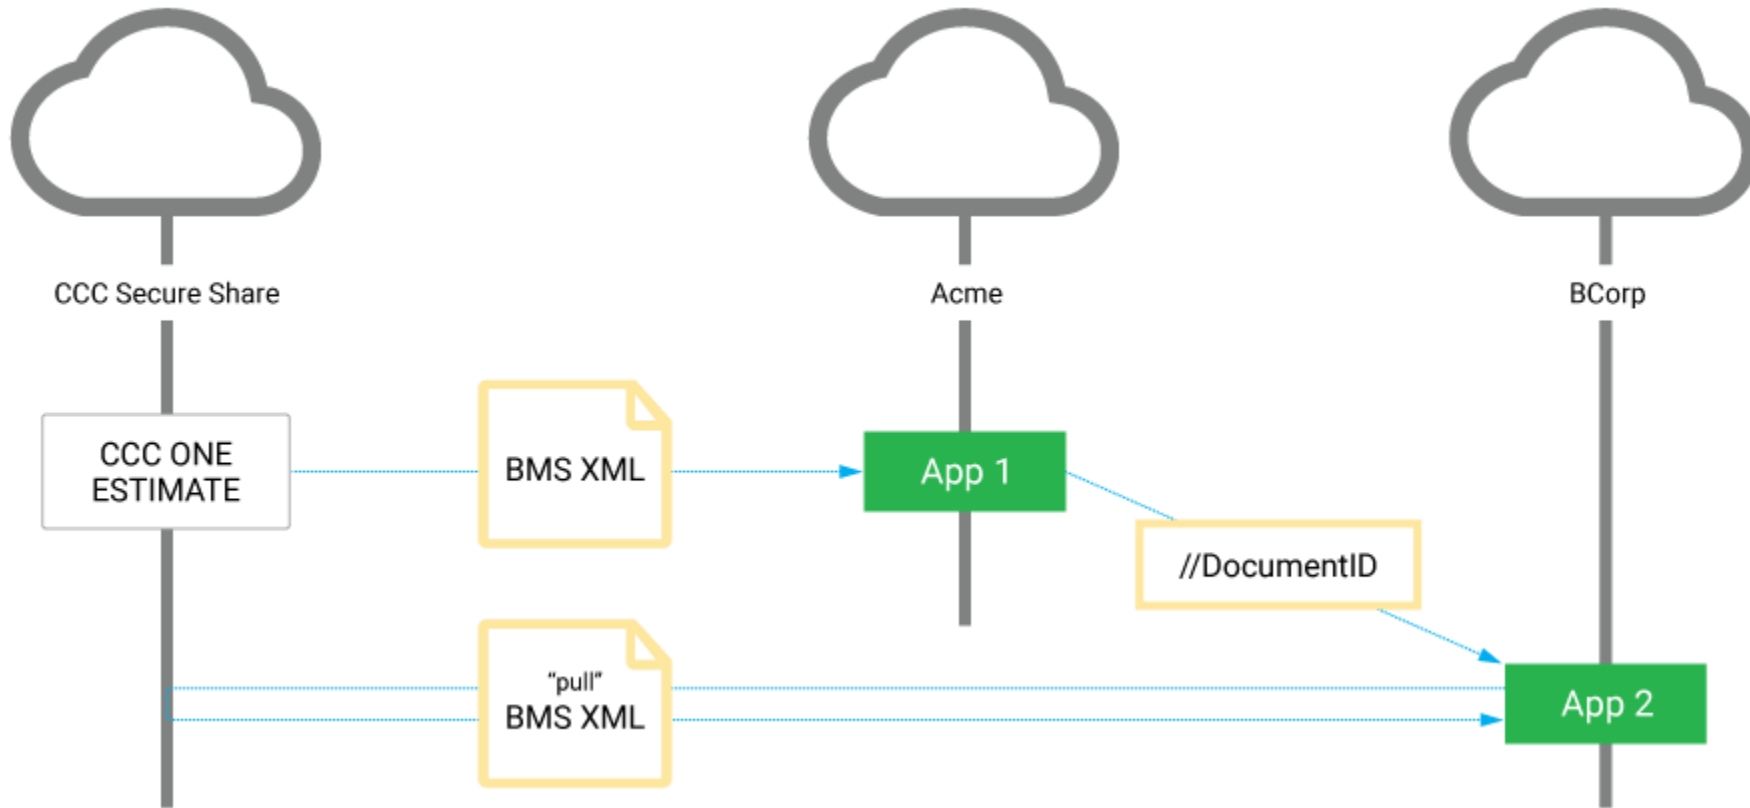 CCC Secure Share
Acme
BCorp
CCC ONE
ESTIMATE
BMS XML
App 1
//DocumentID
“pull”
BMS XML
App 2